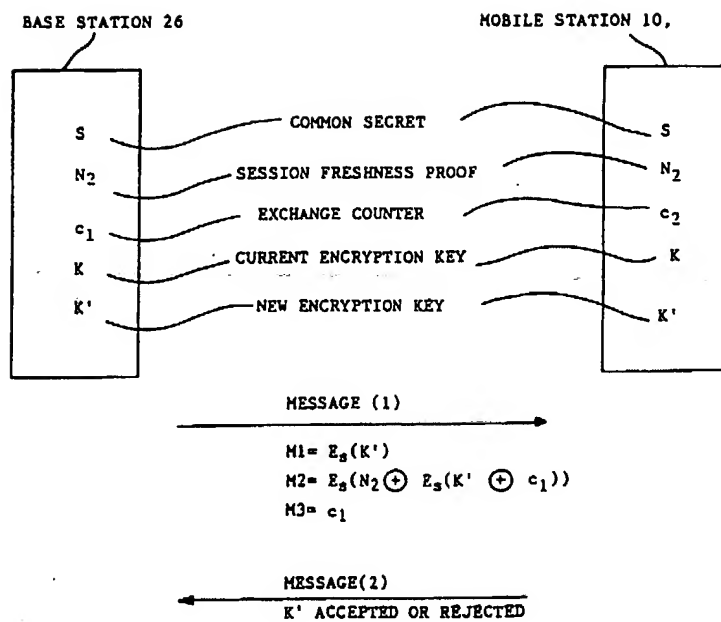 BASE STATION 26
MOBILE STATION 10,
S COMMON SECRET S
N₂ SESSION FRESHNESS PROOF N₂
c₁ EXCHANGE COUNTER c₂
K CURRENT ENCRYPTION KEY K
K' NEW ENCRYPTION KEY K'
MESSAGE (1)
M1= Eₛ(K')
M2= Eₛ(N₂ ⊕ Eₛ(K' ⊕ c₁))
M3= c₁
MESSAGE(2)
K' ACCEPTED OR REJECTED